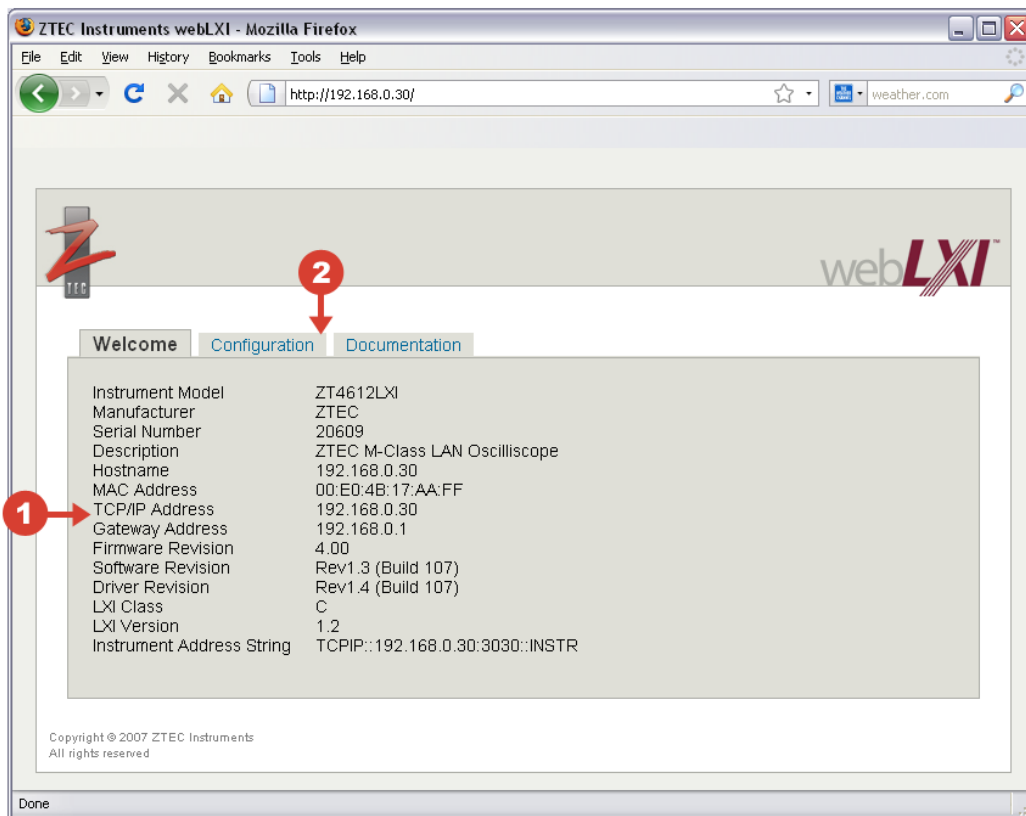 ZTEC Instruments webLXI - Mozilla Firefox
File Edit View History Bookmarks Tools Help
http://192.168.0.30/ weather.com
Z TEC
webLXI™
2
Welcome Configuration Documentation
Instrument Model ZT4612LXI
Manufacturer ZTEC
Serial Number 20609
Description ZTEC M-Class LAN Oscilliscope
Hostname 192.168.0.30
MAC Address 00:E0:4B:17:AA:FF
1
TCP/IP Address 192.168.0.30
Gateway Address 192.168.0.1
Firmware Revision 4.00
Software Revision Rev1.3 (Build 107)
Driver Revision Rev1.4 (Build 107)
LXI Class C
LXI Version 1.2
Instrument Address String TCPIP::192.168.0.30:3030::INSTR
Copyright © 2007 ZTEC Instruments
All rights reserved
Done